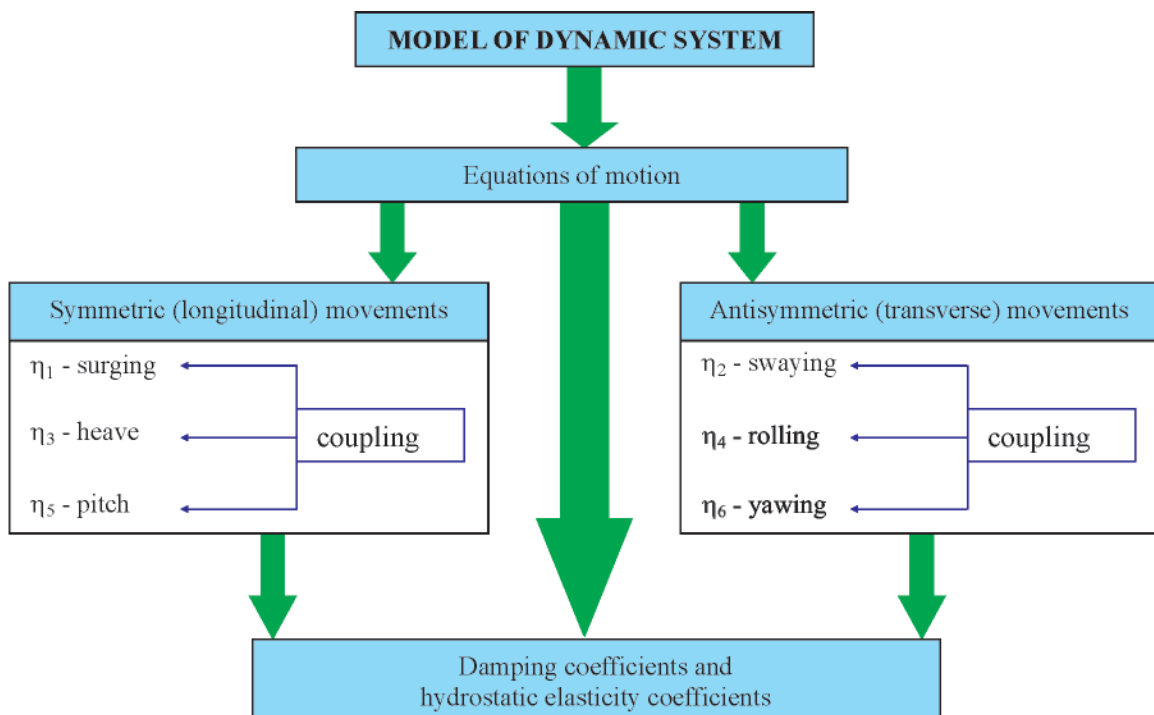 MODEL OF DYNAMIC SYSTEM
Equations of motion
Symmetric (longitudinal) movements
η₁ - surging
η₃ - heave
coupling
η₅ - pitch
Antisymmetric (transverse) movements
η₂ - swaying
η₄ - rolling
coupling
η₆ - yawing
Damping coefficients and
hydrostatic elasticity coefficients